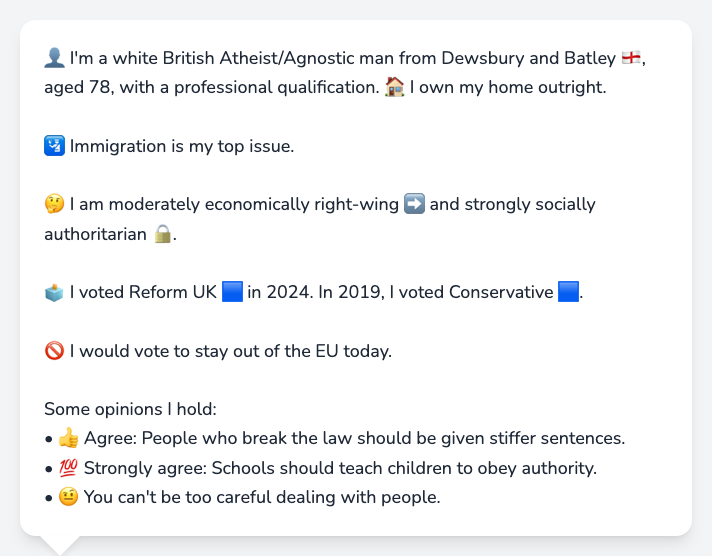 👤 I'm a white British Atheist/Agnostic man from Dewsbury and Batley 🏴󠁧󠁢󠁥󠁮󠁧󠁿,
aged 78, with a professional qualification. 🏠 I own my home outright.
🛂 Immigration is my top issue.
🤔 I am moderately economically right-wing ➡️ and strongly socially
authoritarian 🔒.
🗳️ I voted Reform UK 🟦 in 2024. In 2019, I voted Conservative 🟦.
🚫 I would vote to stay out of the EU today.
Some opinions I hold:
• 👍 Agree: People who break the law should be given stiffer sentences.
• 💯 Strongly agree: Schools should teach children to obey authority.
• 🤨 You can't be too careful dealing with people.